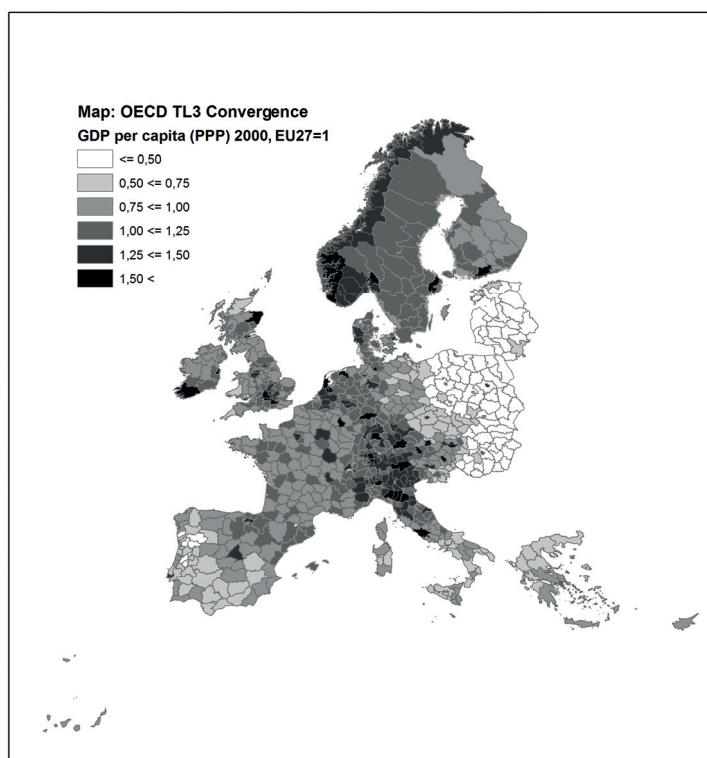 Map: OECD TL3 Convergence
GDP per capita (PPP) 2000, EU27=1
<= 0,50
0,50 <= 0,75
0,75 <= 1,00
1,00 <= 1,25
1,25 <= 1,50
1,50 <